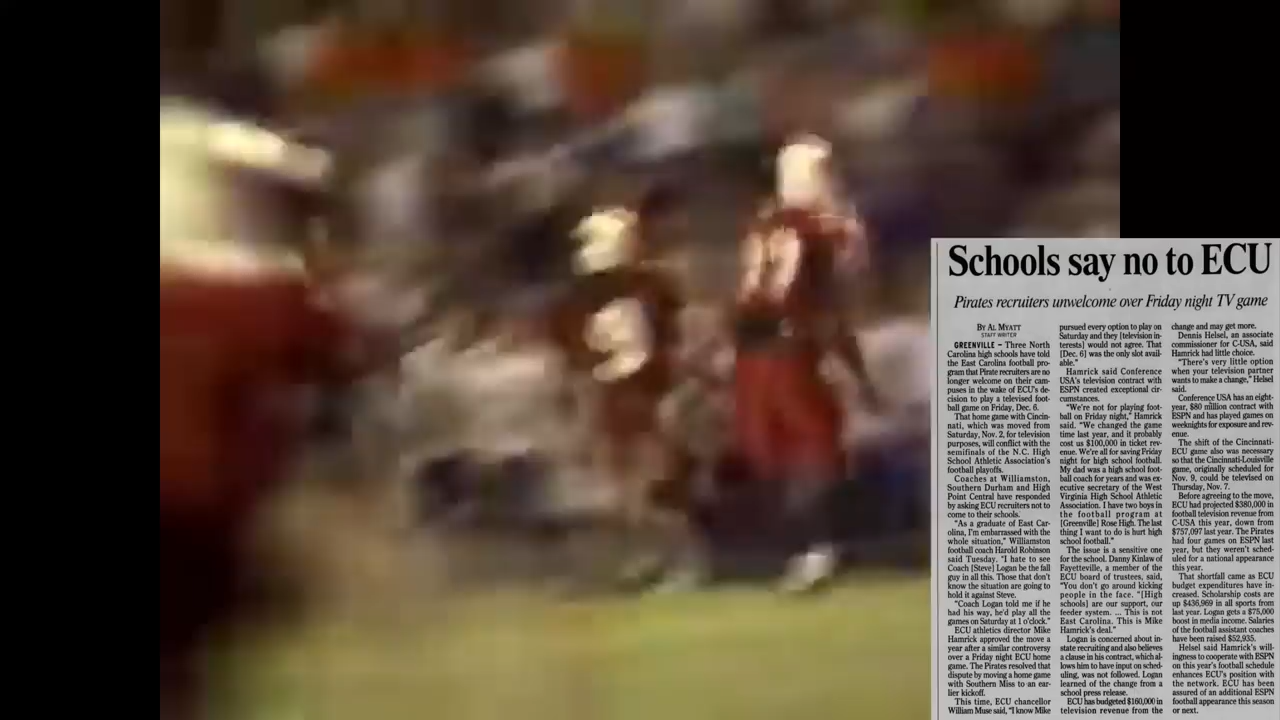 9
Schools say no to ECU
Pirates recruiters unwelcome over Friday night TV game
BY AL MYATT
STAFF WRITER
GREENVILLE – Three North
Carolina high schools have told
the East Carolina football pro-
gram that Pirate recruiters are no
longer welcome on their cam-
puses in the wake of ECU's de-
cision to play a televised foot-
ball game on Friday, Dec. 6.
That home game with Cincin-
nati, which was moved from
Saturday, Nov. 2, for television
purposes, will conflict with the
semifinals of the N.C. High
School Athletic Association's
football playoffs.
Coaches at Williamston,
Southern Durham and High
Point Central have responded
by asking ECU recruiters not to
come to their schools.
"As a graduate of East Car-
olina, I'm embarrassed with the
whole situation," Williamston
football coach Harold Robinson
said Tuesday. "I hate to see
Coach [Steve] Logan be the fall
guy in all this. Those that don't
know the situation are going to
hold it against Steve.
"Coach Logan told me if he
had his way, he'd play all the
games on Saturday at 1 o'clock."
ECU athletics director Mike
Hamrick approved the move a
year after a similar controversy
over a Friday night ECU home
game. The Pirates resolved that
dispute by moving a home game
with Southern Miss to an ear-
lier kickoff.
This time, ECU chancellor
William Muse said, "I know Mike
pursued every option to play on
Saturday and they [television in-
terests] would not agree. That
[Dec. 6] was the only slot avail-
able."
Hamrick said Conference
USA's television contract with
ESPN created exceptional cir-
cumstances.
"We're not for playing foot-
ball on Friday night," Hamrick
said. "We changed the game
time last year, and it probably
cost us $100,000 in ticket rev-
enue. We're all for saving Friday
night for high school football.
My dad was a high school foot-
ball coach for years and was ex-
ecutive secretary of the West
Virginia High School Athletic
Association. I have two boys in
the football program at
[Greenville] Rose High. The last
thing I want to do is hurt high
school football."
The issue is a sensitive one
for the school. Danny Kinlaw of
Fayetteville, a member of the
ECU board of trustees, said,
"You don't go around kicking
people in the face. "[High
schools] are our support, our
feeder system. ... This is not
East Carolina. This is Mike
Hamrick's deal."
Logan is concerned about in-
state recruiting and also believes
a clause in his contract, which al-
lows him to have input on sched-
uling, was not followed. Logan
learned of the change from a
school press release.
ECU has budgeted $160,000 in
television revenue from the
change and may get more.
Dennis Helsel, an associate
commissioner for C-USA, said
Hamrick had little choice.
"There's very little option
when your television partner
wants to make a change," Helsel
said.
Conference USA has an eight-
year, $80 million contract with
ESPN and has played games on
weeknights for exposure and rev-
enue.
The shift of the Cincinnati-
ECU game also was necessary
so that the Cincinnati-Louisville
game, originally scheduled for
Nov. 9, could be televised on
Thursday, Nov. 7.
Before agreeing to the move,
ECU had projected $380,000 in
football television revenue from
C-USA this year, down from
$757,097 last year. The Pirates
had four games on ESPN last
year, but they weren't sched-
uled for a national appearance
this year.
That shortfall came as ECU
budget expenditures have in-
creased. Scholarship costs are
up $436,969 in all sports from
last year. Logan gets a $75,000
boost in media income. Salaries
of the football assistant coaches
have been raised $52,935.
Helsel said Hamrick's will-
ingness to cooperate with ESPN
on this year's football schedule
enhances ECU's position with
the network. ECU has been
assured of an additional ESPN
football appearance this season
or next.